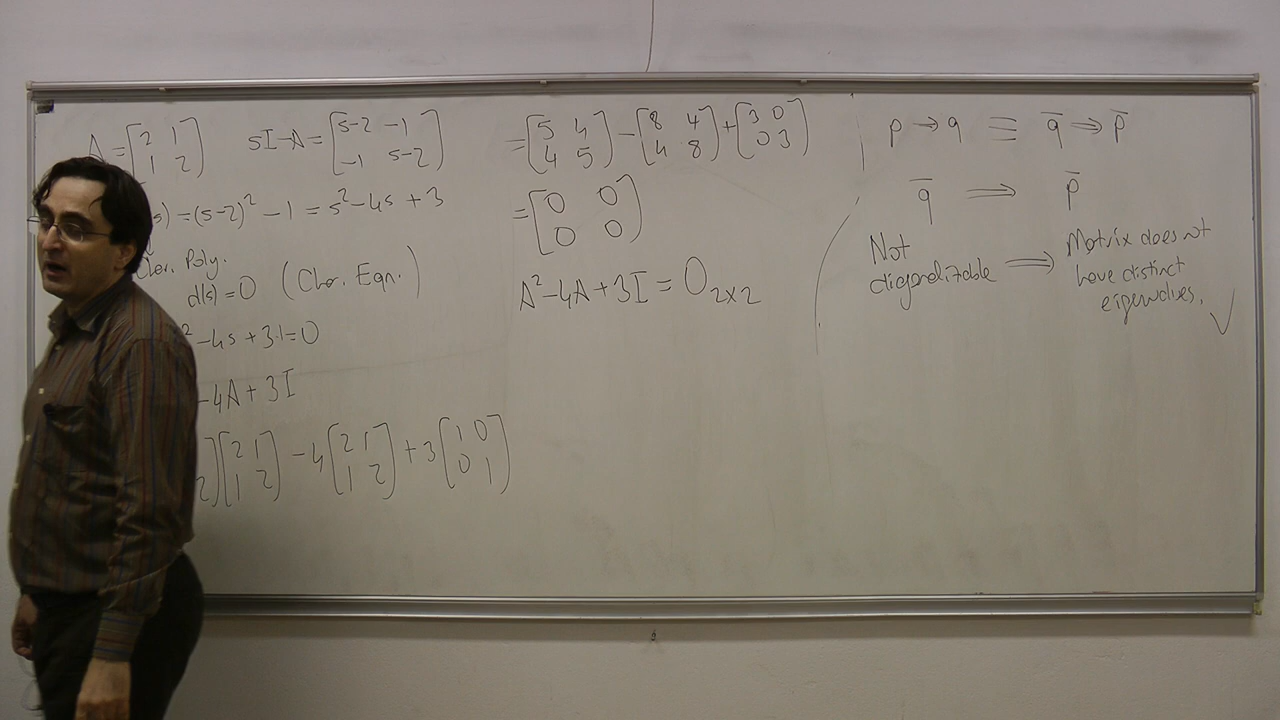 A = [2 1; 1 2]   sI-A = [s-2 -1; -1 s-2]
s) = (s-2)² - 1 = s² - 4s + 3
Char. Poly.
d(s) = 0 (Char. Eqn.)
² - 4s + 3.1 = 0
- 4A + 3I
2][2 1; 1 2] - 4[2 1; 1 2] + 3[1 0; 0 1]
= [5 4; 4 5] - [8 4; 4 8] + [3 0; 0 3]
= [0 0; 0 0]
A² - 4A + 3I = O₂ₓ₂
p → q ≡ q̅ ⇒ p̅
q̅ ⇒ p̅
Not
diagonalizable ⇒
Matrix does not
have distinct
eigenvalues. ✓